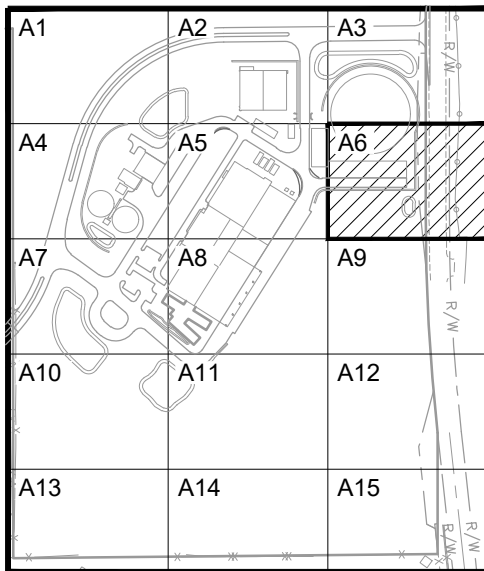 A1 A2 A3
R/W
A4 A5 A6
R/W
A7 A8 A9
R/W
A10 A11 A12
R/W
A13 A14 A15
R/W
R/W
R/W